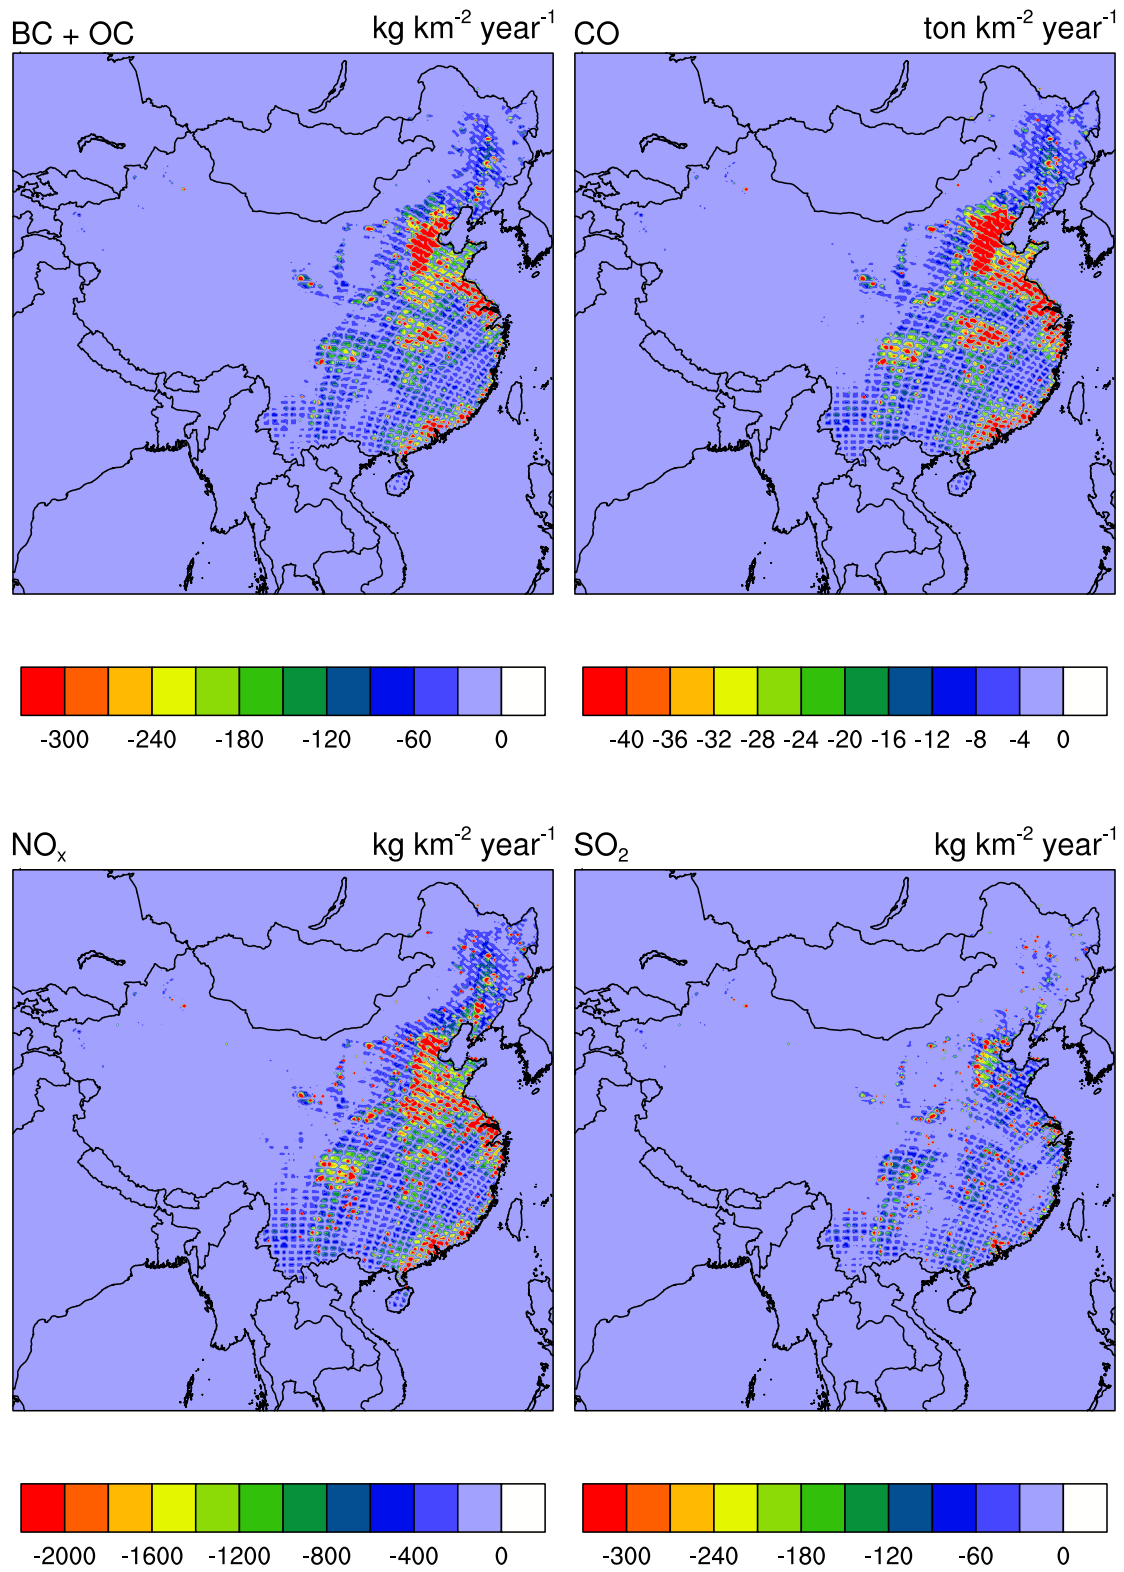 BC + OC kg km⁻² year⁻¹
CO ton km⁻² year⁻¹
-300 -240 -180 -120 -60 0
-40 -36 -32 -28 -24 -20 -16 -12 -8 -4 0
NOₓ kg km⁻² year⁻¹
SO₂ kg km⁻² year⁻¹
-2000 -1600 -1200 -800 -400 0
-300 -240 -180 -120 -60 0